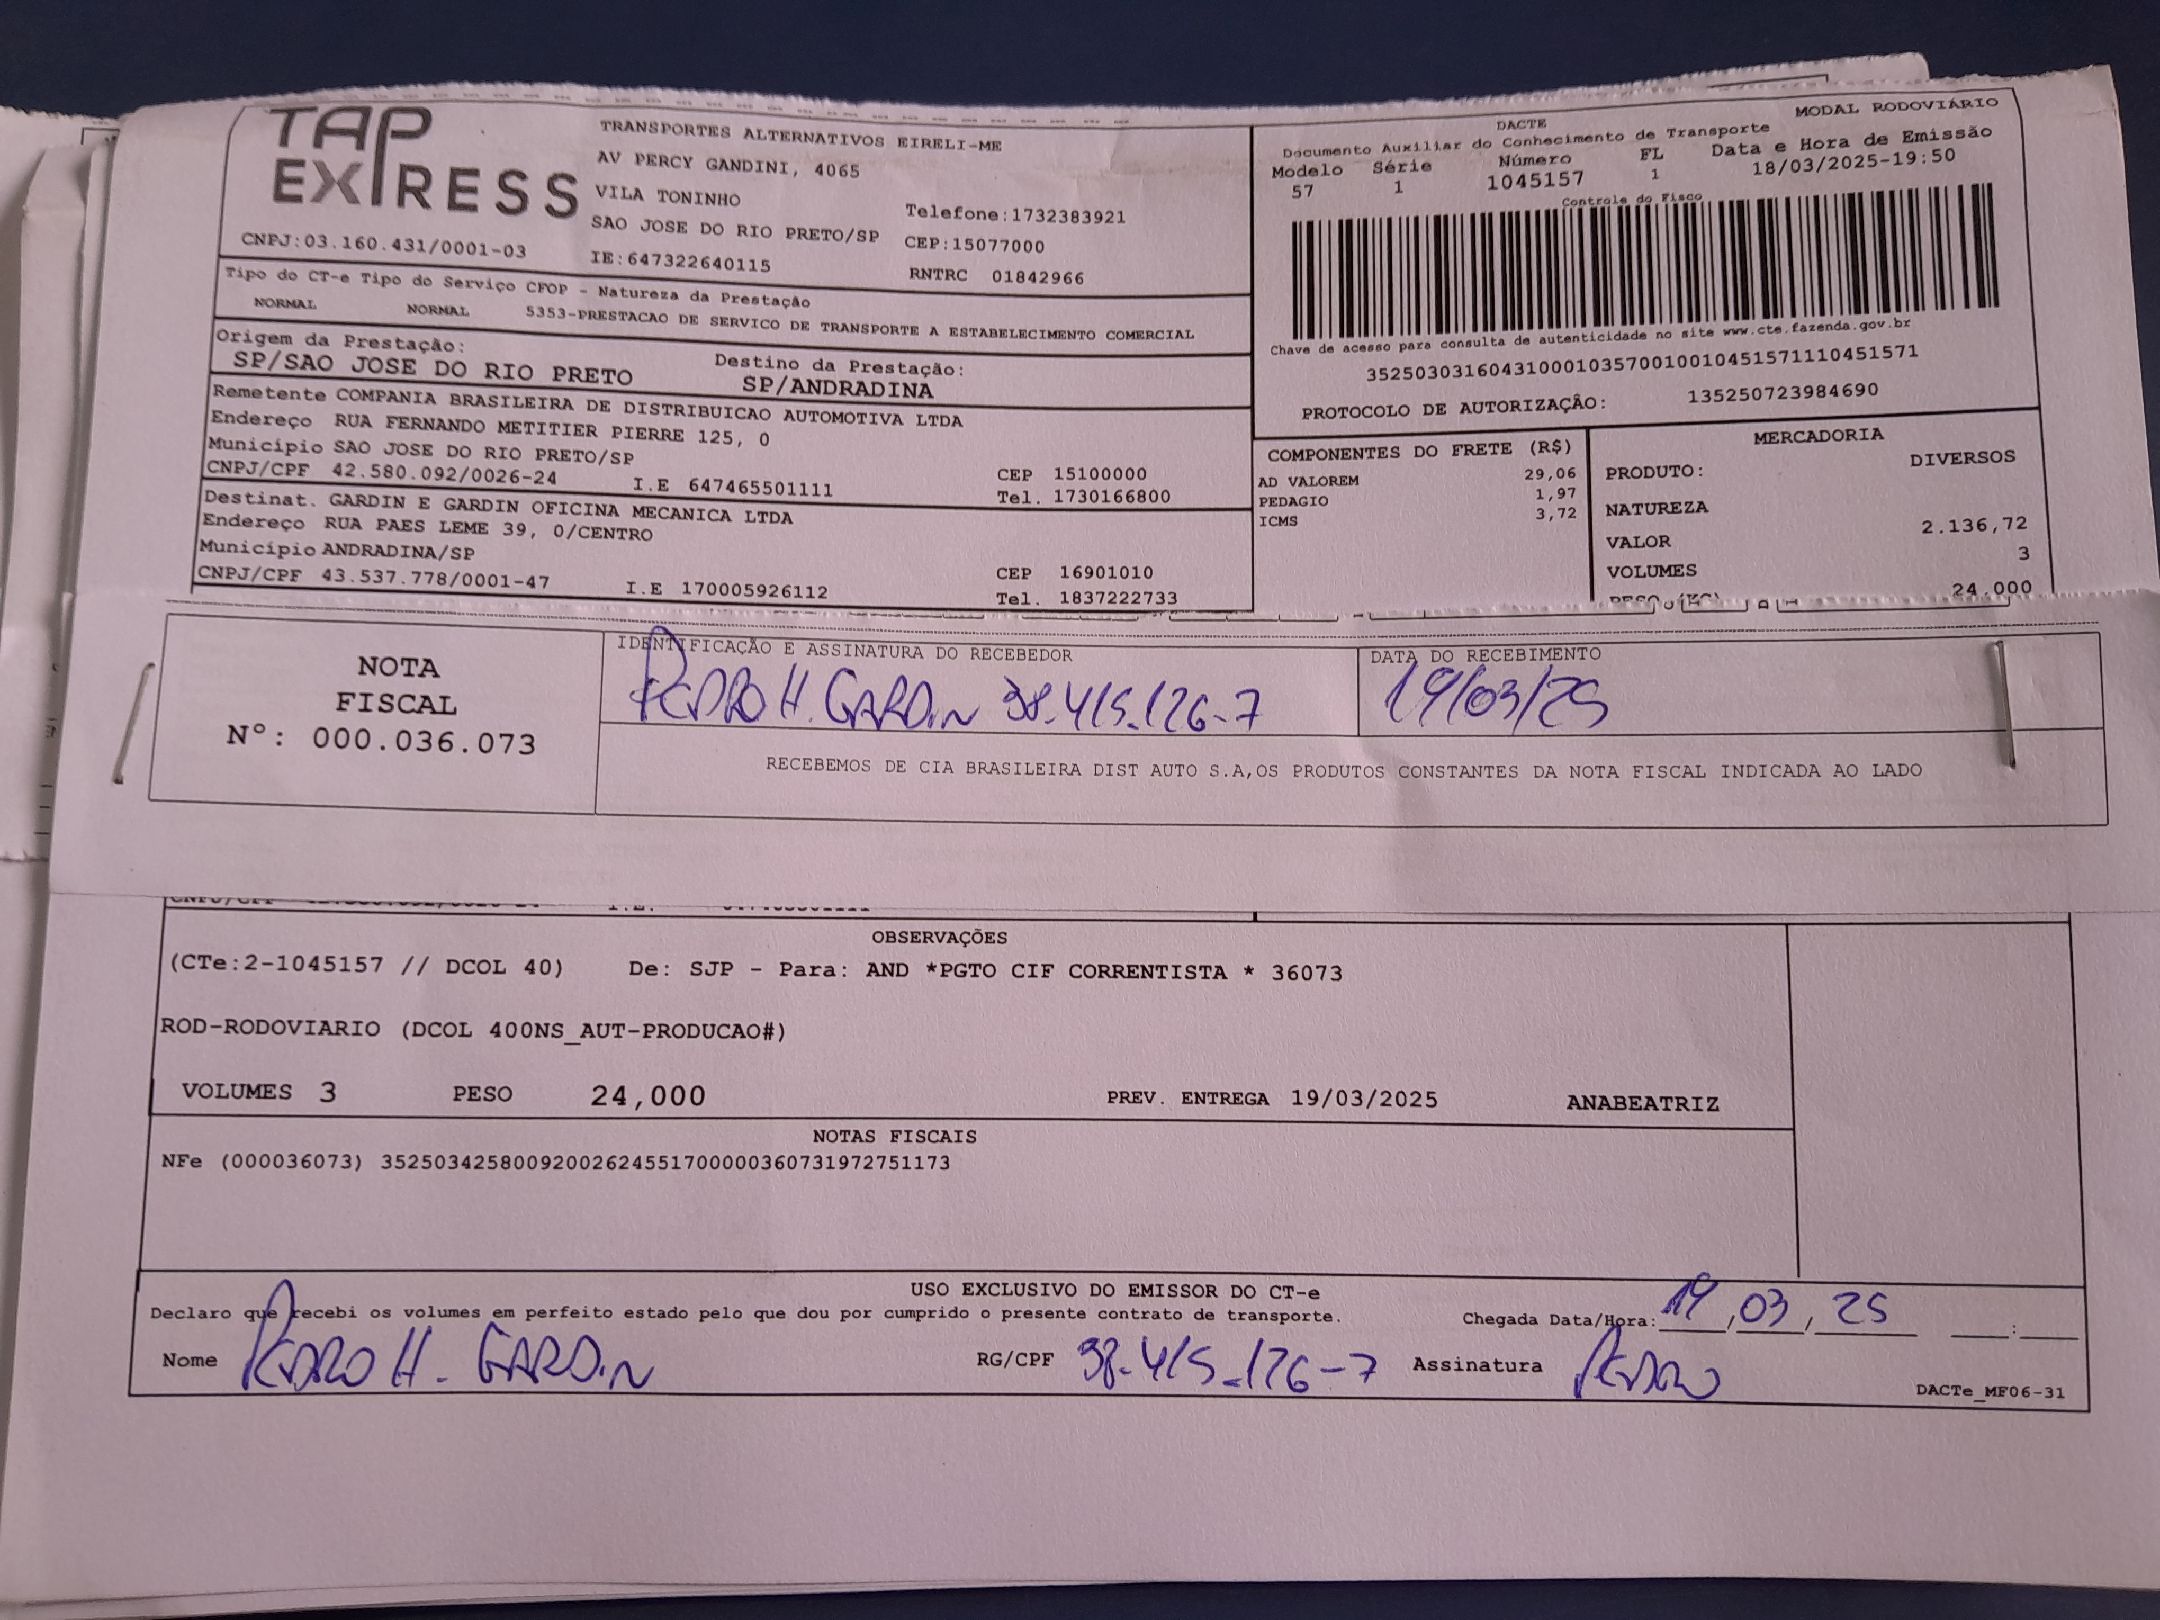 TAP EXPRESS
TRANSPORTES ALTERNATIVOS EIRELI-ME
AV PERCY GANDINI, 4065
VILA TONINHO
SAO JOSE DO RIO PRETO/SP
IE:647322640115
Telefone:1732383921
CEP:15077000
RNTRC 01842966
CNPJ:03.160.431/0001-03
Tipo do CT-e Tipo do Serviço CFOP - Natureza da Prestação
NORMAL NORMAL 5353-PRESTACAO DE SERVICO DE TRANSPORTE A ESTABELECIMENTO COMERCIAL
Origem da Prestação: Destino da Prestação:
SP/SAO JOSE DO RIO PRETO SP/ANDRADINA
Remetente COMPANIA BRASILEIRA DE DISTRIBUICAO AUTOMOTIVA LTDA
Endereço RUA FERNANDO METITIER PIERRE 125, 0
Município SAO JOSE DO RIO PRETO/SP CEP 15100000
CNPJ/CPF 42.580.092/0026-24 I.E 647465501111 Tel. 1730166800
Destinat. GARDIN E GARDIN OFICINA MECANICA LTDA
Endereço RUA PAES LEME 39, 0/CENTRO
Município ANDRADINA/SP CEP 16901010
CNPJ/CPF 43.537.778/0001-47 I.E 170005926112 Tel. 1837222733
DACTE MODAL RODOVIÁRIO
Documento Auxiliar do Conhecimento de Transporte
Modelo Série Número FL Data e Hora de Emissão
57 1 1045157 1 18/03/2025-19:50
Controle do Fisco
Chave de acesso para consulta de autenticidade no site www.cte.fazenda.gov.br
35250303160431000103570010010451571110451571
PROTOCOLO DE AUTORIZAÇÃO: 135250723984690
COMPONENTES DO FRETE (R$)
AD VALOREM 29,06
PEDAGIO 1,97
ICMS 3,72
MERCADORIA
PRODUTO: DIVERSOS
NATUREZA
VALOR 2.136,72
VOLUMES 3
PESO (KG) 24,000
NOTA
FISCAL
Nº: 000.036.073
IDENTIFICAÇÃO E ASSINATURA DO RECEBEDOR
PEDRO H. GARDIN 38.415.126-7
DATA DO RECEBIMENTO
19/03/25
RECEBEMOS DE CIA BRASILEIRA DIST AUTO S.A,OS PRODUTOS CONSTANTES DA NOTA FISCAL INDICADA AO LADO
OBSERVAÇÕES
(CTe:2-1045157 // DCOL 40) De: SJP - Para: AND *PGTO CIF CORRENTISTA * 36073
ROD-RODOVIARIO (DCOL 400NS_AUT-PRODUCAO#)
VOLUMES 3 PESO 24,000 PREV. ENTREGA 19/03/2025 ANABEATRIZ
NOTAS FISCAIS
NFe (000036073) 35250342580092002624551700000360731972751173
USO EXCLUSIVO DO EMISSOR DO CT-e
Declaro que recebi os volumes em perfeito estado pelo que dou por cumprido o presente contrato de transporte. Chegada Data/Hora: 19,03,25 :
Nome PEDRO H. GARDIN RG/CPF 38.415.126-7 Assinatura PEDRO
DACTe_MF06-31